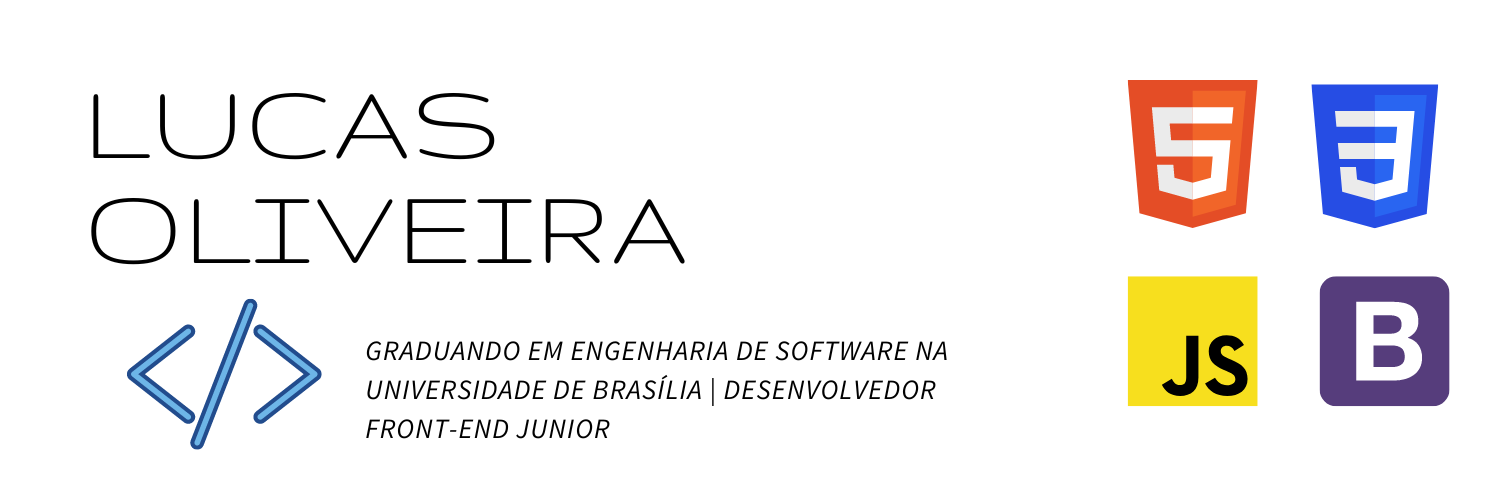 LUCAS
OLIVEIRA
</>
GRADUANDO EM ENGENHARIA DE SOFTWARE NA
UNIVERSIDADE DE BRASÍLIA | DESENVOLVEDOR
FRONT-END JUNIOR
5
3
JS
B